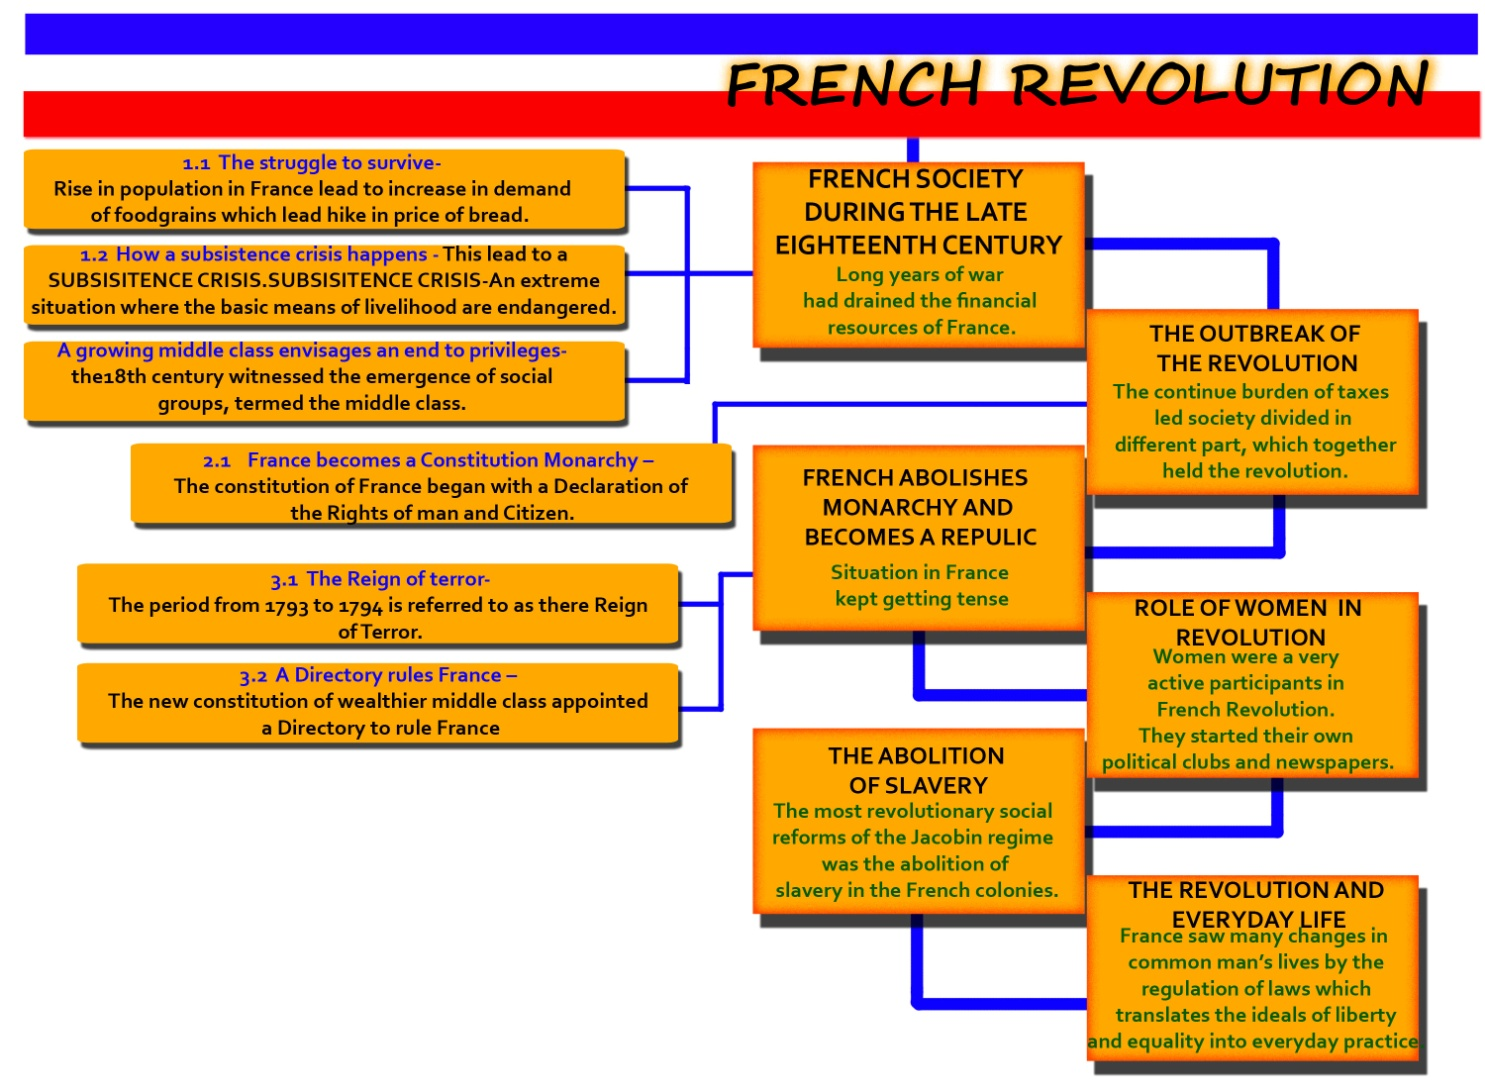 FRENCH REVOLUTION
1.1 The struggle to survive-
Rise in population in France lead to increase in demand
of foodgrains which lead hike in price of bread.
1.2 How a subsistence crisis happens - This lead to a
SUBSISITENCE CRISIS.SUBSISITENCE CRISIS-An extreme
situation where the basic means of livelihood are endangered.
A growing middle class envisages an end to privileges-
the18th century witnessed the emergence of social
groups, termed the middle class.
FRENCH SOCIETY
DURING THE LATE
EIGHTEENTH CENTURY
Long years of war
had drained the financial
resources of France.
THE OUTBREAK OF
THE REVOLUTION
The continue burden of taxes
led society divided in
different part, which together
held the revolution.
2.1 France becomes a Constitution Monarchy –
The constitution of France began with a Declaration of
the Rights of man and Citizen.
FRENCH ABOLISHES
MONARCHY AND
BECOMES A REPULIC
Situation in France
kept getting tense
3.1 The Reign of terror-
The period from 1793 to 1794 is referred to as there Reign
of Terror.
3.2 A Directory rules France –
The new constitution of wealthier middle class appointed
a Directory to rule France
ROLE OF WOMEN IN
REVOLUTION
Women were a very
active participants in
French Revolution.
They started their own
political clubs and newspapers.
THE ABOLITION
OF SLAVERY
The most revolutionary social
reforms of the Jacobin regime
was the abolition of
slavery in the French colonies.
THE REVOLUTION AND
EVERYDAY LIFE
France saw many changes in
common man's lives by the
regulation of laws which
translates the ideals of liberty
and equality into everyday practice